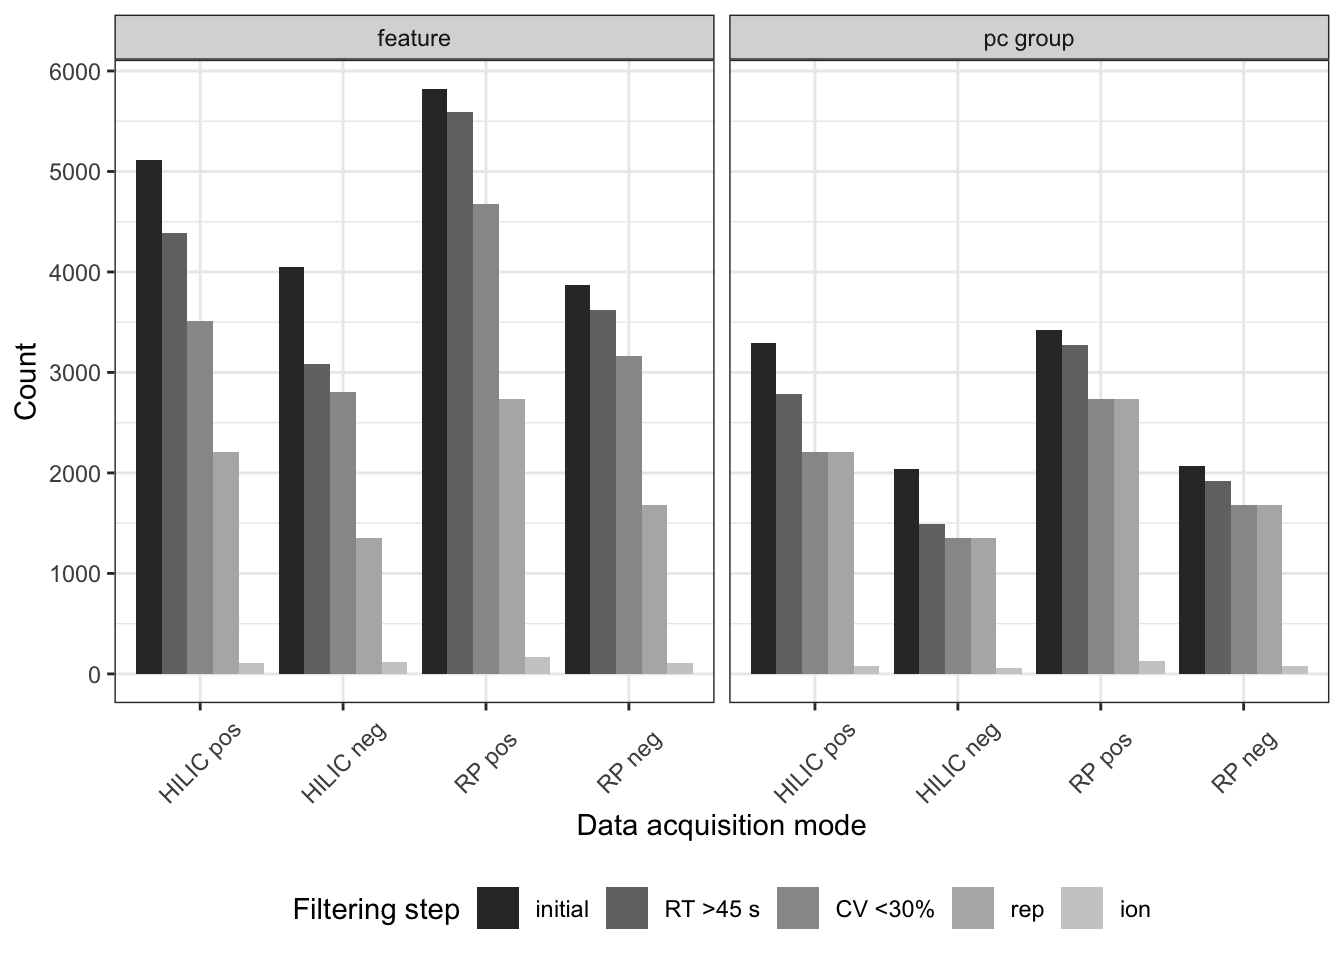 feature
pc group
6000
5000
4000
3000
2000
1000
0
Count
HILIC pos
HILIC neg
RP pos
RP neg
HILIC pos
HILIC neg
RP pos
RP neg
Data acquisition mode
Filtering step initial RT >45 s CV <30% rep ion